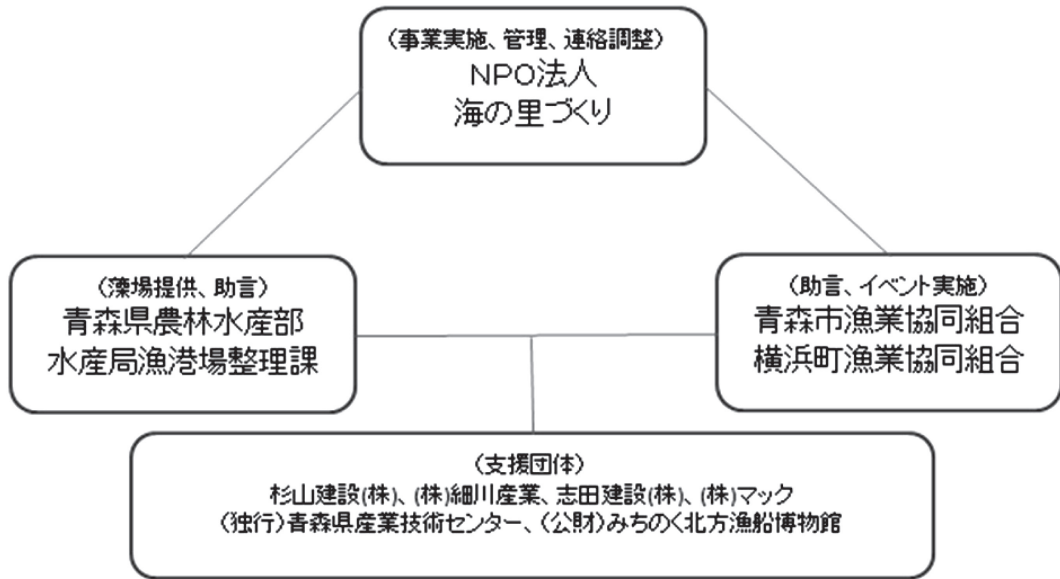 (事業実施、管理、連絡調整)
NPO法人
海の里づくり
(藻場提供、助言)
青森県農林水産部
水産局漁港場整理課
(助言、イベント実施)
青森市漁業協同組合
横浜町漁業協同組合
(支援団体)
杉山建設(株)、(株)細川産業、志田建設(株)、(株)マック
(独行)青森県産業技術センター、(公財)みちのく北方漁船博物館